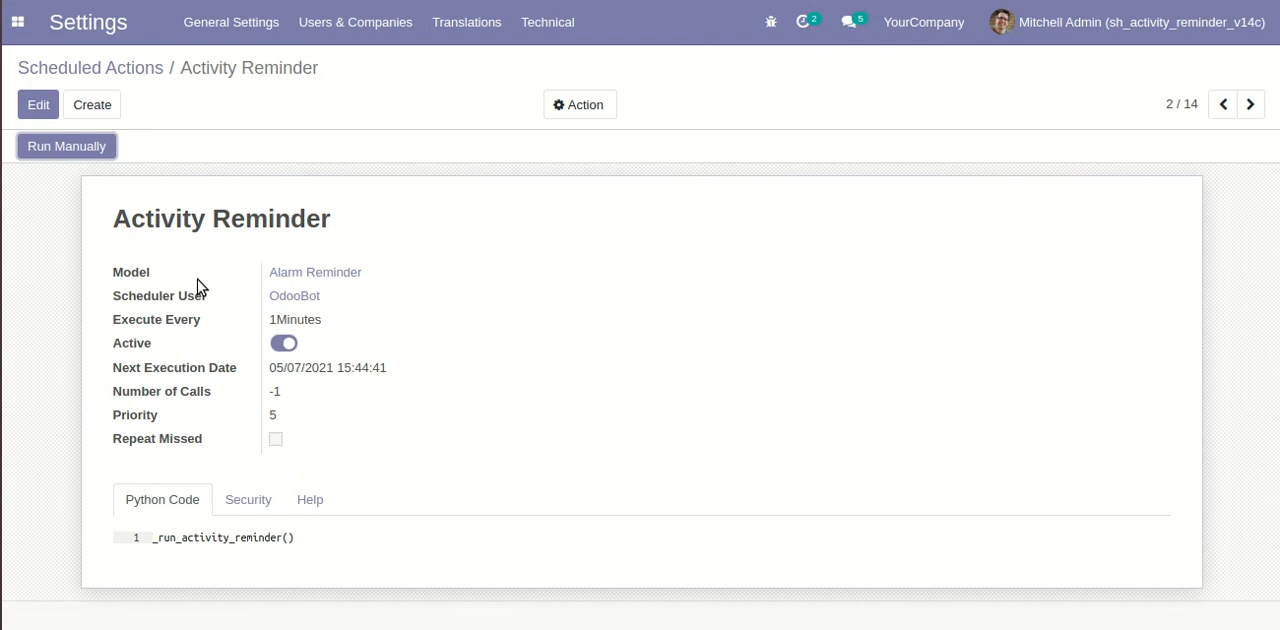 Settings General Settings Users & Companies Translations Technical 2 5 YourCompany Mitchell Admin (sh_activity_reminder_v14c)
Scheduled Actions / Activity Reminder
Edit Create Action 2 / 14
Run Manually
Activity Reminder
Model Alarm Reminder
Scheduler User OdooBot
Execute Every 1Minutes
Active
Next Execution Date 05/07/2021 15:44:41
Number of Calls -1
Priority 5
Repeat Missed
Python Code Security Help
1 _run_activity_reminder()